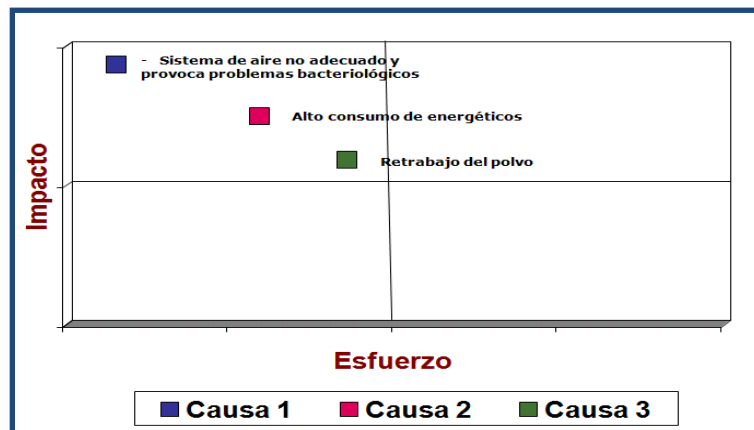 - Sistema de aire no adecuado y
provoca problemas bacteriológicos
Alto consumo de energéticos
Retrabajo del polvo
Impacto
Esfuerzo
Causa 1 Causa 2 Causa 3